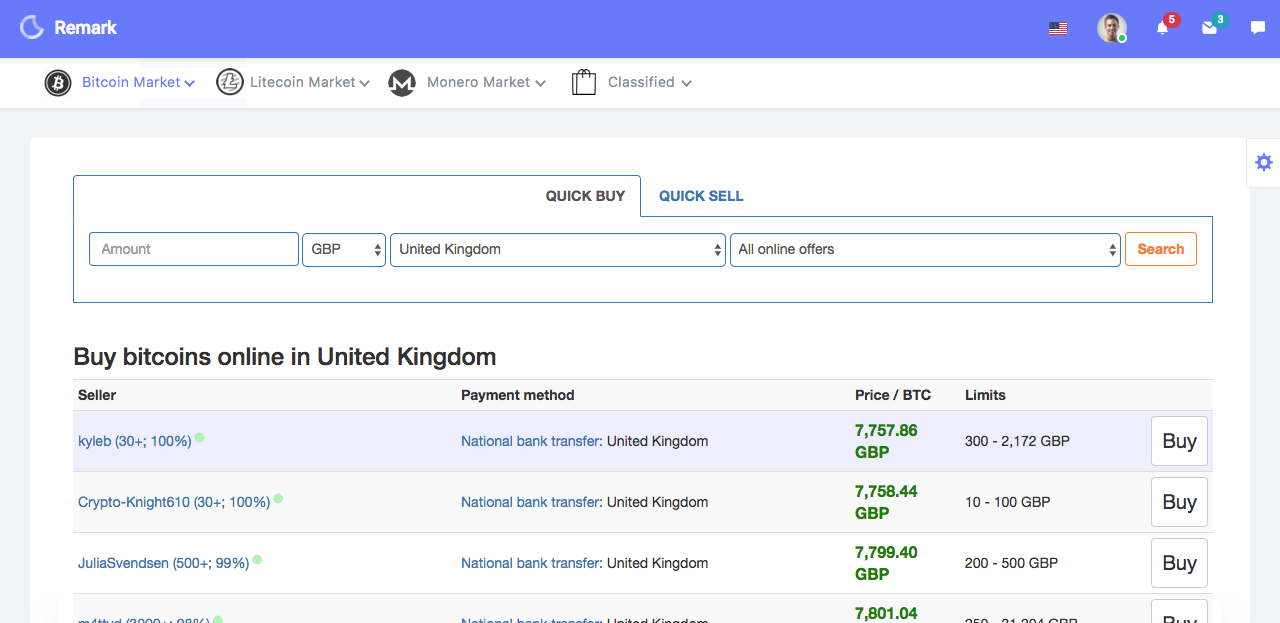 Remark
5
3
Bitcoin Market Litecoin Market Monero Market Classified
QUICK BUY QUICK SELL
Amount GBP United Kingdom All online offers Search
Buy bitcoins online in United Kingdom
Seller Payment method Price / BTC Limits
kyleb (30+; 100%) National bank transfer: United Kingdom 7,757.86 GBP 300 - 2,172 GBP Buy
Crypto-Knight610 (30+; 100%) National bank transfer: United Kingdom 7,758.44 GBP 10 - 100 GBP Buy
JuliaSvendsen (500+; 99%) National bank transfer: United Kingdom 7,799.40 GBP 200 - 500 GBP Buy
National bank transfer: United Kingdom 7,801.04 GBP Buy